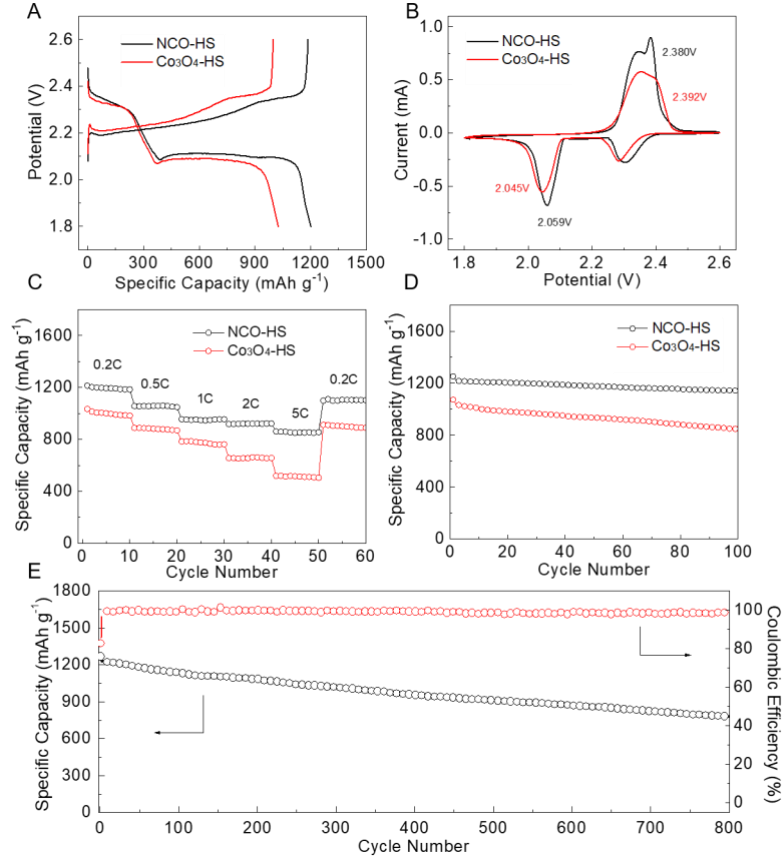 A
2.6
2.4
2.2
2.0
1.8
Potential (V)
NCO-HS
Co₃O₄-HS
0
300
600
900
1200
1500
Specific Capacity (mAh g⁻¹)
B
1.0
0.5
0.0
-0.5
-1.0
Current (mA)
NCO-HS
Co₃O₄-HS
2.380V
2.392V
2.045V
2.059V
1.8
2.0
2.2
2.4
2.6
Potential (V)
C
1600
1200
800
400
0
Specific Capacity (mAh g⁻¹)
NCO-HS
Co₃O₄-HS
0.2C
0.5C
1C
2C
5C
0.2C
0
10
20
30
40
50
60
Cycle Number
D
1600
1200
800
400
0
Specific Capacity (mAh g⁻¹)
NCO-HS
Co₃O₄-HS
0
20
40
60
80
100
Cycle Number
E
1800
1500
1200
900
600
300
0
Specific Capacity (mAh g⁻¹)
100
80
60
40
20
0
Coulombic Efficiency (%)
0
100
200
300
400
500
600
700
800
Cycle Number